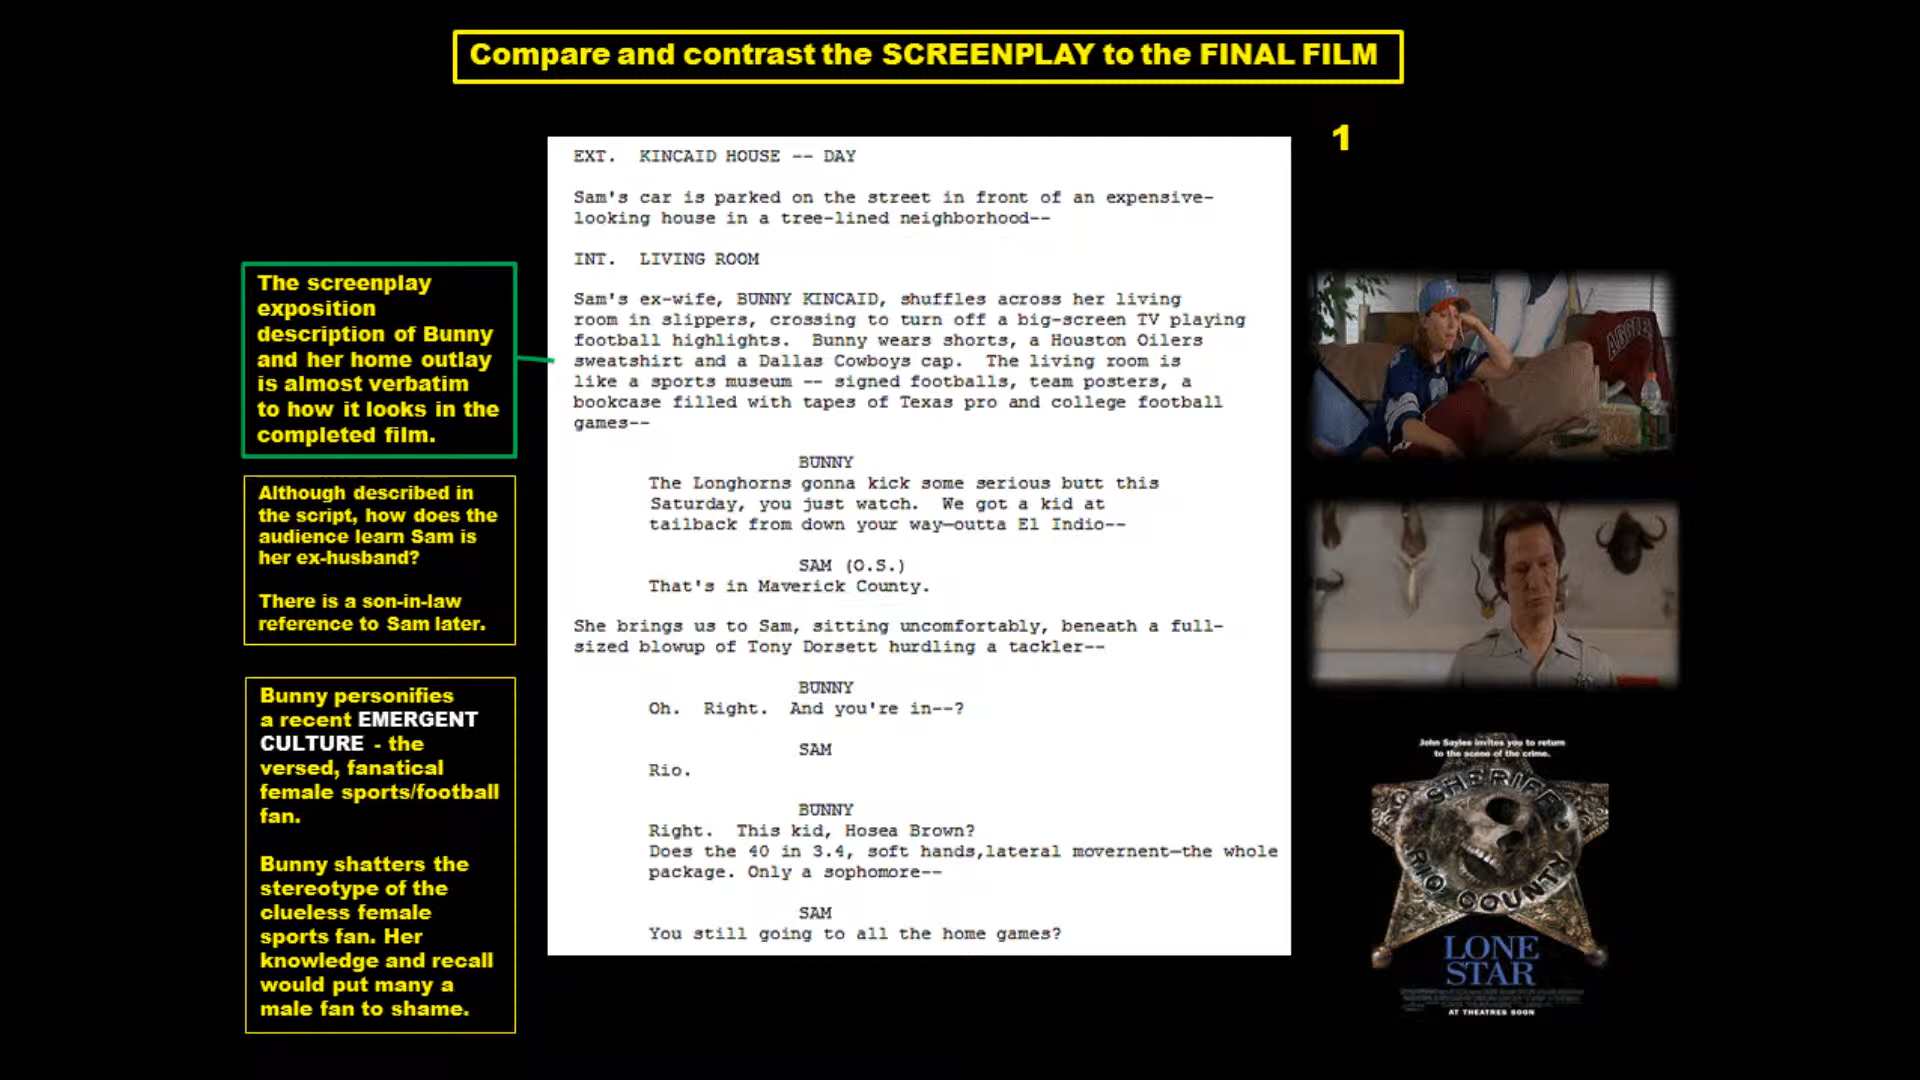 Compare and contrast the SCREENPLAY to the FINAL FILM
1
The screenplay
exposition
description of Bunny
and her home outlay
is almost verbatim
to how it looks in the
completed film.
Although described in
the script, how does the
audience learn Sam is
her ex-husband?
There is a son-in-law
reference to Sam later.
Bunny personifies
a recent EMERGENT
CULTURE - the
versed, fanatical
female sports/football
fan.
Bunny shatters the
stereotype of the
clueless female
sports fan. Her
knowledge and recall
would put many a
male fan to shame.
EXT. KINCAID HOUSE -- DAY
Sam's car is parked on the street in front of an expensive-
looking house in a tree-lined neighborhood--
INT. LIVING ROOM
Sam's ex-wife, BUNNY KINCAID, shuffles across her living
room in slippers, crossing to turn off a big-screen TV playing
football highlights. Bunny wears shorts, a Houston Oilers
sweatshirt and a Dallas Cowboys cap. The living room is
like a sports museum -- signed footballs, team posters, a
bookcase filled with tapes of Texas pro and college football
games--
BUNNY
The Longhorns gonna kick some serious butt this
Saturday, you just watch. We got a kid at
tailback from down your way—outta El Indio--
SAM (O.S.)
That's in Maverick County.
She brings us to Sam, sitting uncomfortably, beneath a full-
sized blowup of Tony Dorsett hurdling a tackler--
BUNNY
Oh. Right. And you're in--?
SAM
Rio.
BUNNY
Right. This kid, Hosea Brown?
Does the 40 in 3.4, soft hands,lateral movernent—the whole
package. Only a sophomore--
SAM
You still going to all the home games?
AGGIES
John Sayles invites you to return
to the scene of the crime.
SHERIFF
RIO COUNTY
LONE
STAR
AT THEATRES SOON